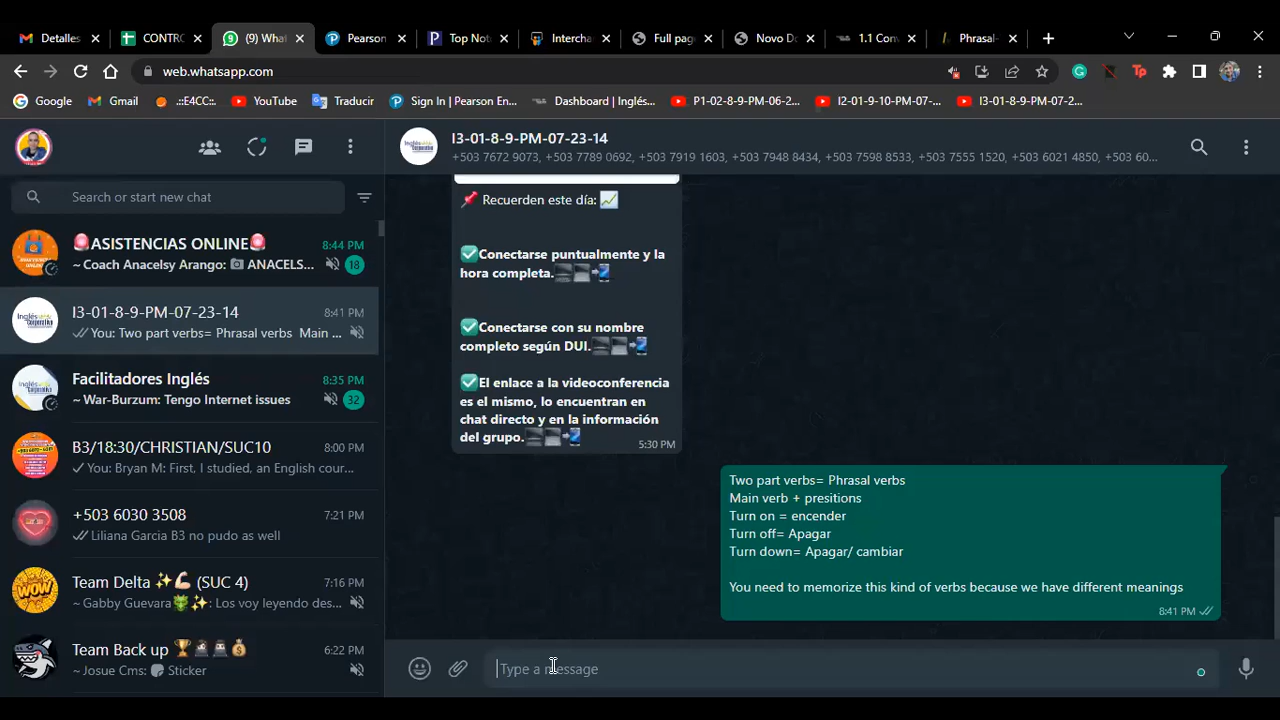 Detalles
CONTRO
(9) What
Pearson
Top Not
Intercha
Full pag
Novo D
1.1 Con
Phrasal-
web.whatsapp.com
Google
Gmail
.::E4CC:.
YouTube
Traducir
Sign In | Pearson En...
Dashboard | Inglés...
P1-02-8-9-PM-06-2...
I2-01-9-10-PM-07-...
I3-01-8-9-PM-07-2...
I3-01-8-9-PM-07-23-14
+503 7672 9073, +503 7789 0692, +503 7919 1603, +503 7948 8434, +503 7598 8533, +503 7555 1520, +503 6021 4850, +503 60...
Search or start new chat
🚨ASISTENCIAS ONLINE🚨
8:44 PM
~ Coach Anacelsy Arango: 📷 ANACELS...
18
I3-01-8-9-PM-07-23-14
8:41 PM
You: Two part verbs= Phrasal verbs Main ...
Facilitadores Inglés
8:35 PM
~ War-Burzum: Tengo Internet issues
32
B3/18:30/CHRISTIAN/SUC10
8:00 PM
You: Bryan M: First, I studied, an English cour...
+503 6030 3508
7:21 PM
Liliana Garcia B3 no pudo as well
Team Delta ✨💪🏻 (SUC 4)
7:16 PM
~ Gabby Guevara🐲✨: Los voy leyendo des...
Team Back up
6:22 PM
~ Josue Cms: Sticker
📌 Recuerden este día: 📈
✅Conectarse puntualmente y la
hora completa.
✅Conectarse con su nombre
completo según DUI.
✅El enlace a la videoconferencia
es el mismo, lo encuentran en
chat directo y en la información
del grupo.
5:30 PM
Two part verbs= Phrasal verbs
Main verb + presitions
Turn on = encender
Turn off= Apagar
Turn down= Apagar/ cambiar
You need to memorize this kind of verbs because we have different meanings
8:41 PM
Type a message